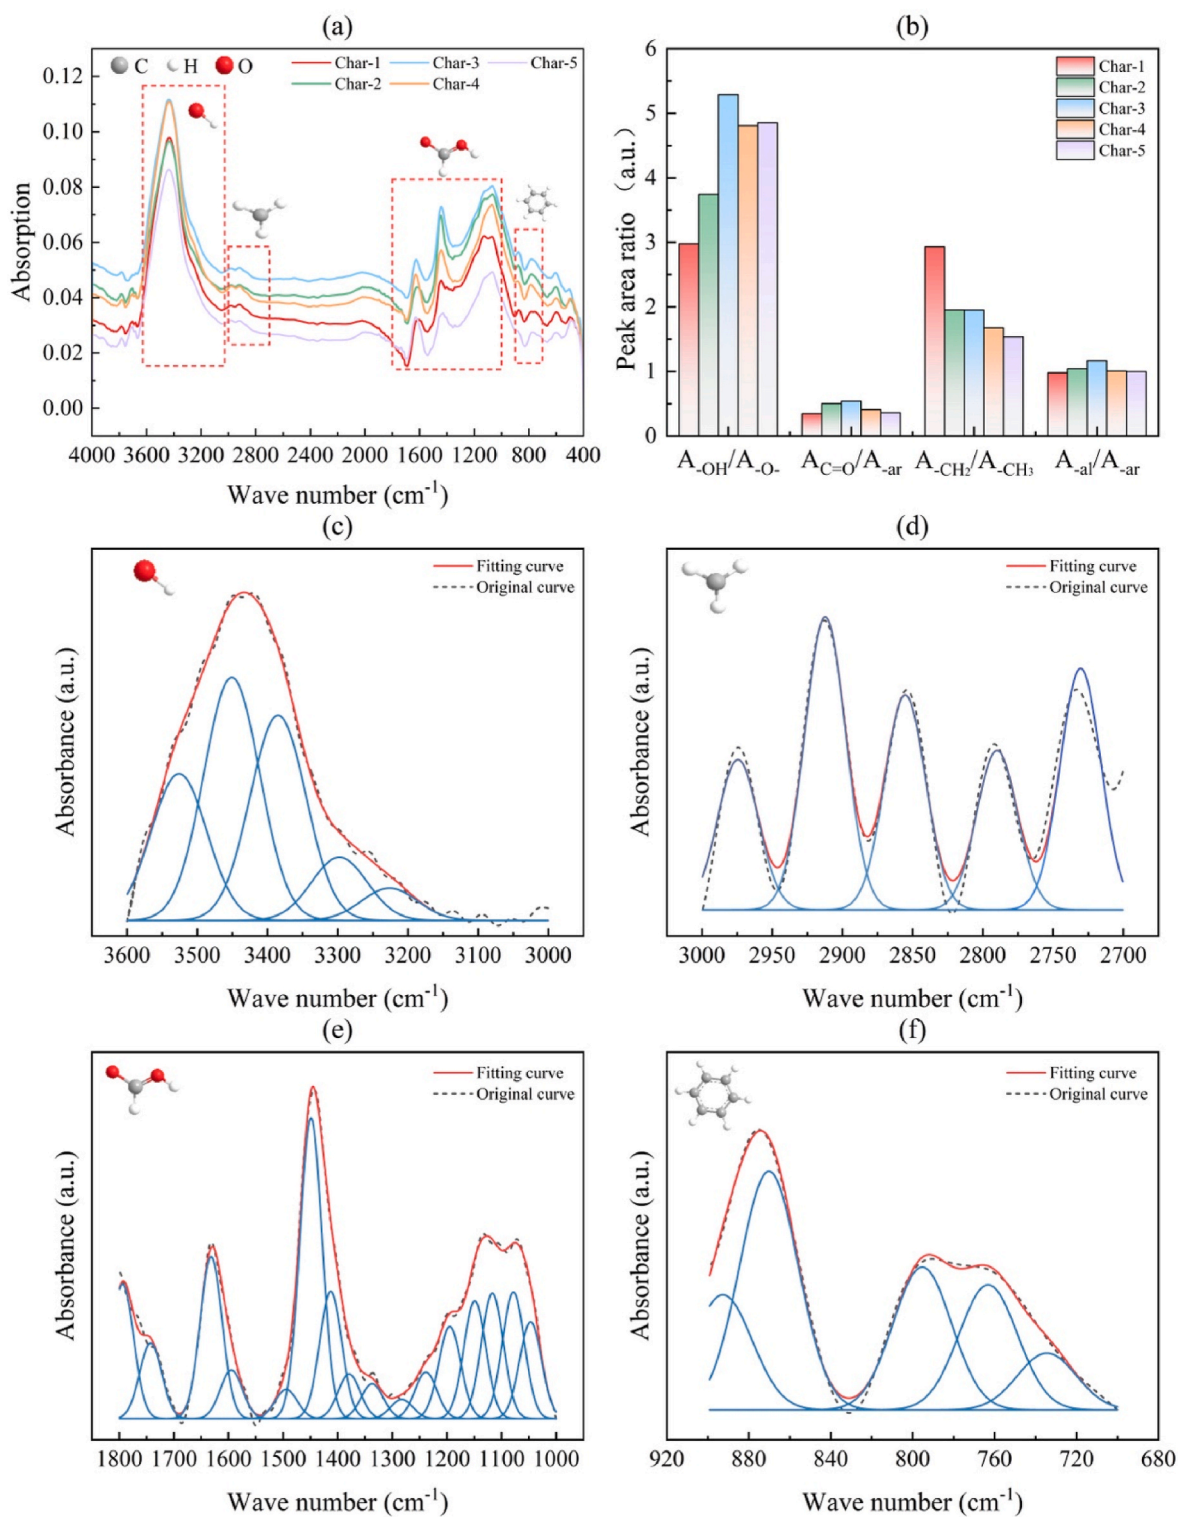 (a)
C H O
Char-1 Char-3 Char-5
Char-2 Char-4
Absorption
0.12
0.10
0.08
0.06
0.04
0.02
0.00
4000 3600 3200 2800 2400 2000 1600 1200 800 400
Wave number (cm⁻¹)
(b)
Char-1
Char-2
Char-3
Char-4
Char-5
Peak area ratio (a.u.)
6
5
4
3
2
1
0
A-OH/A-O- AC=O/A-ar A-CH₂/A-CH₃ A-al/A-ar
(c)
Fitting curve
Original curve
Absorbance (a.u.)
3600 3500 3400 3300 3200 3100 3000
Wave number (cm⁻¹)
(d)
Fitting curve
Original curve
Absorbance (a.u.)
3000 2950 2900 2850 2800 2750 2700
Wave number (cm⁻¹)
(e)
Fitting curve
Original curve
Absorbance (a.u.)
1800 1700 1600 1500 1400 1300 1200 1100 1000
Wave number (cm⁻¹)
(f)
Fitting curve
Original curve
Absorbance (a.u.)
920 880 840 800 760 720 680
Wave number (cm⁻¹)